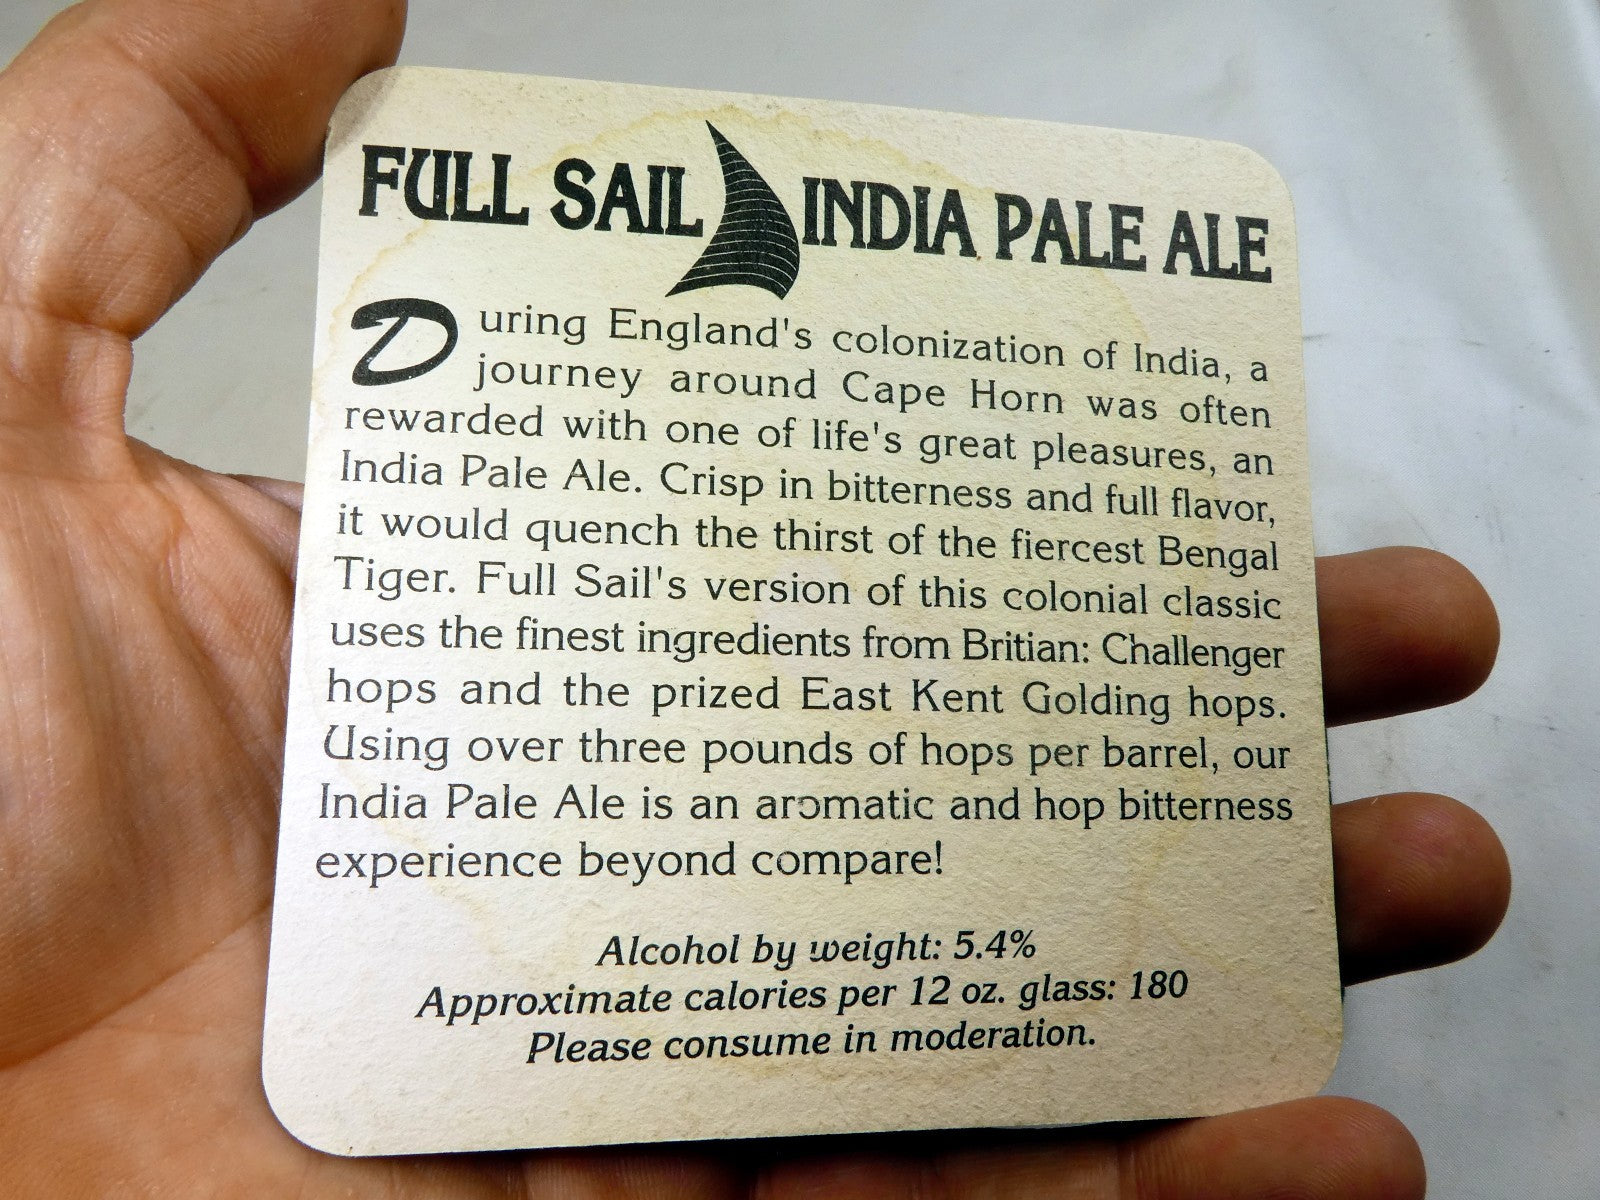 FULL SAIL INDIA PALE ALE
During England's colonization of India, a
journey around Cape Horn was often
rewarded with one of life's great pleasures, an
India Pale Ale. Crisp in bitterness and full flavor,
it would quench the thirst of the fiercest Bengal
Tiger. Full Sail's version of this colonial classic
uses the finest ingredients from Britian: Challenger
hops and the prized East Kent Golding hops.
Using over three pounds of hops per barrel, our
India Pale Ale is an aromatic and hop bitterness
experience beyond compare!
Alcohol by weight: 5.4%
Approximate calories per 12 oz. glass: 180
Please consume in moderation.